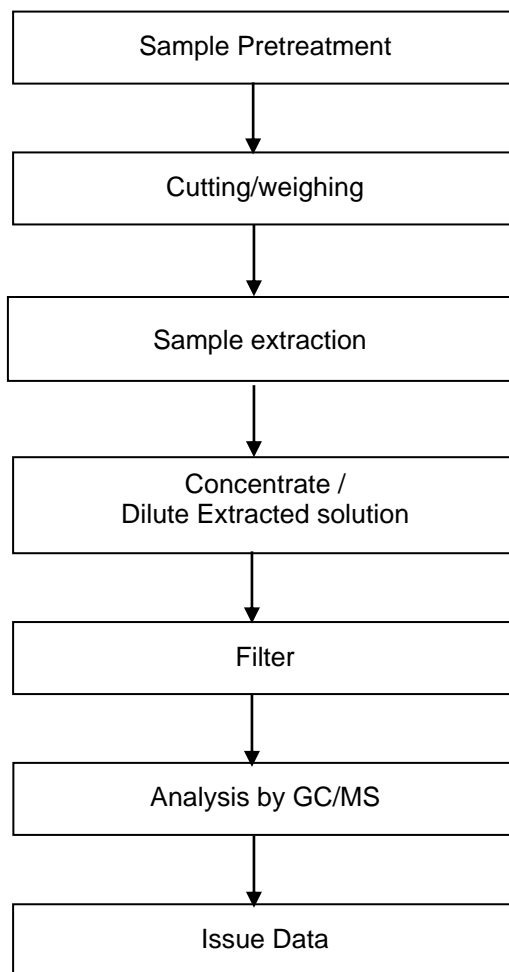 Sample Pretreatment
Cutting/weighing
Sample extraction
Concentrate /
Dilute Extracted solution
Filter
Analysis by GC/MS
Issue Data